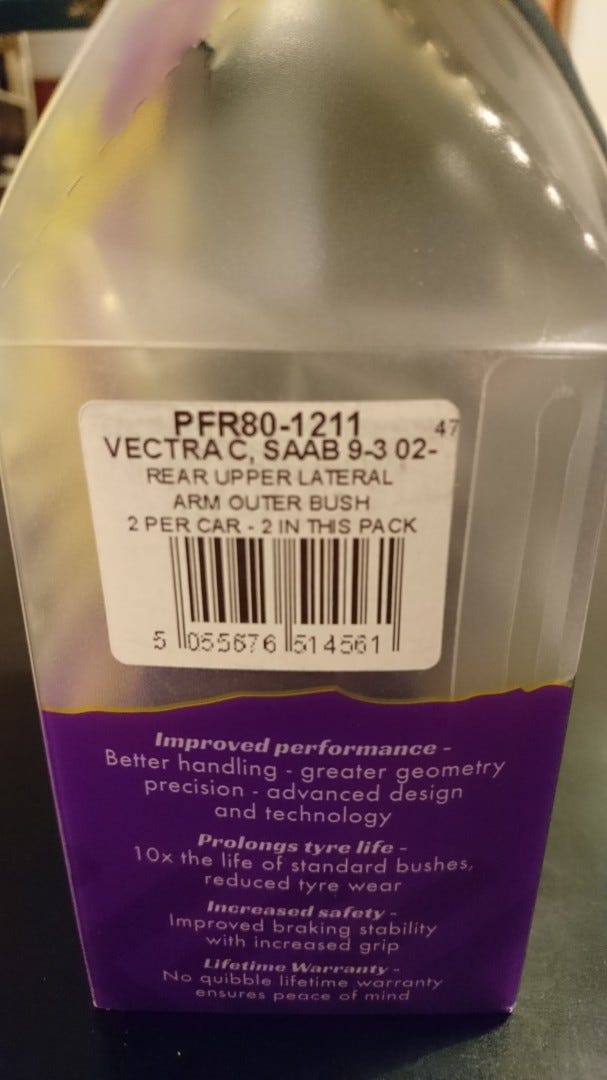 PFR80-1211 47
VECTRA C, SAAB 9-3 02-
REAR UPPER LATERAL
ARM OUTER BUSH
2 PER CAR - 2 IN THIS PACK
5 055676 514561
Improved performance -
Better handling - greater geometry
precision - advanced design
and technology
Prolongs tyre life -
10x the life of standard bushes,
reduced tyre wear
Increased safety -
Improved braking stability
with increased grip
Lifetime Warranty -
No quibble lifetime warranty
ensures peace of mind